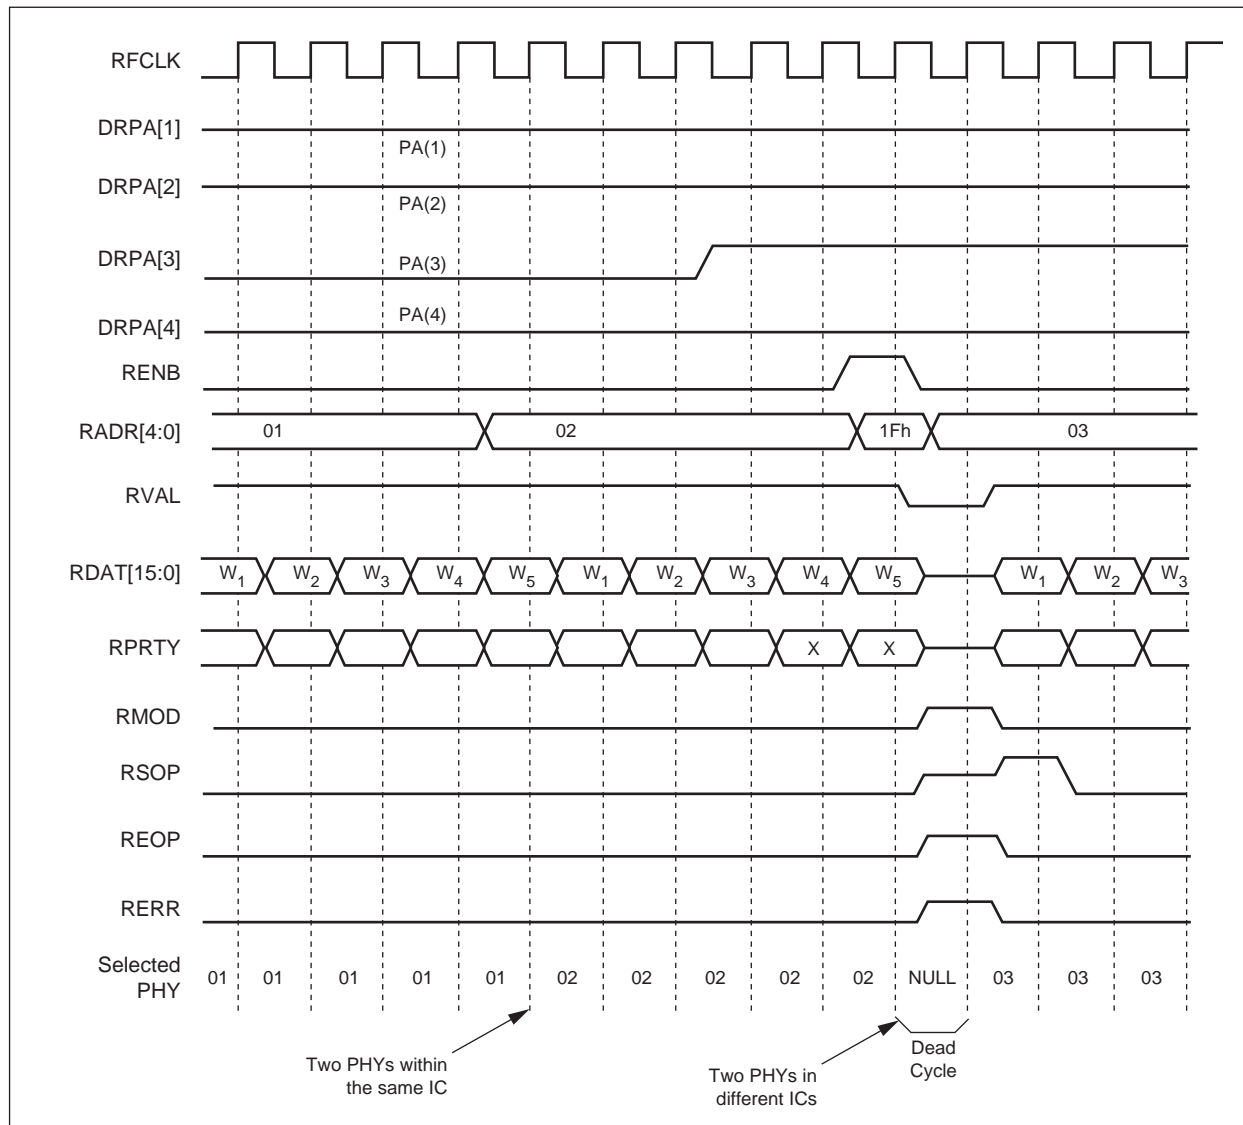 RFCLK
DRPA[1]
PA(1)
DRPA[2]
PA(2)
DRPA[3]
PA(3)
DRPA[4]
PA(4)
RENB
RADR[4:0] 01 02 1Fh 03
RVAL
RDAT[15:0] W1 W2 W3 W4 W5 W1 W2 W3 W4 W5 W1 W2 W3
RPRTY X X
RMOD
RSOP
REOP
RERR
Selected
PHY
01 01 01 01 01 02 02 02 02 02 NULL 03 03 03
Two PHYs within
the same IC
Two PHYs in
different ICs
Dead
Cycle